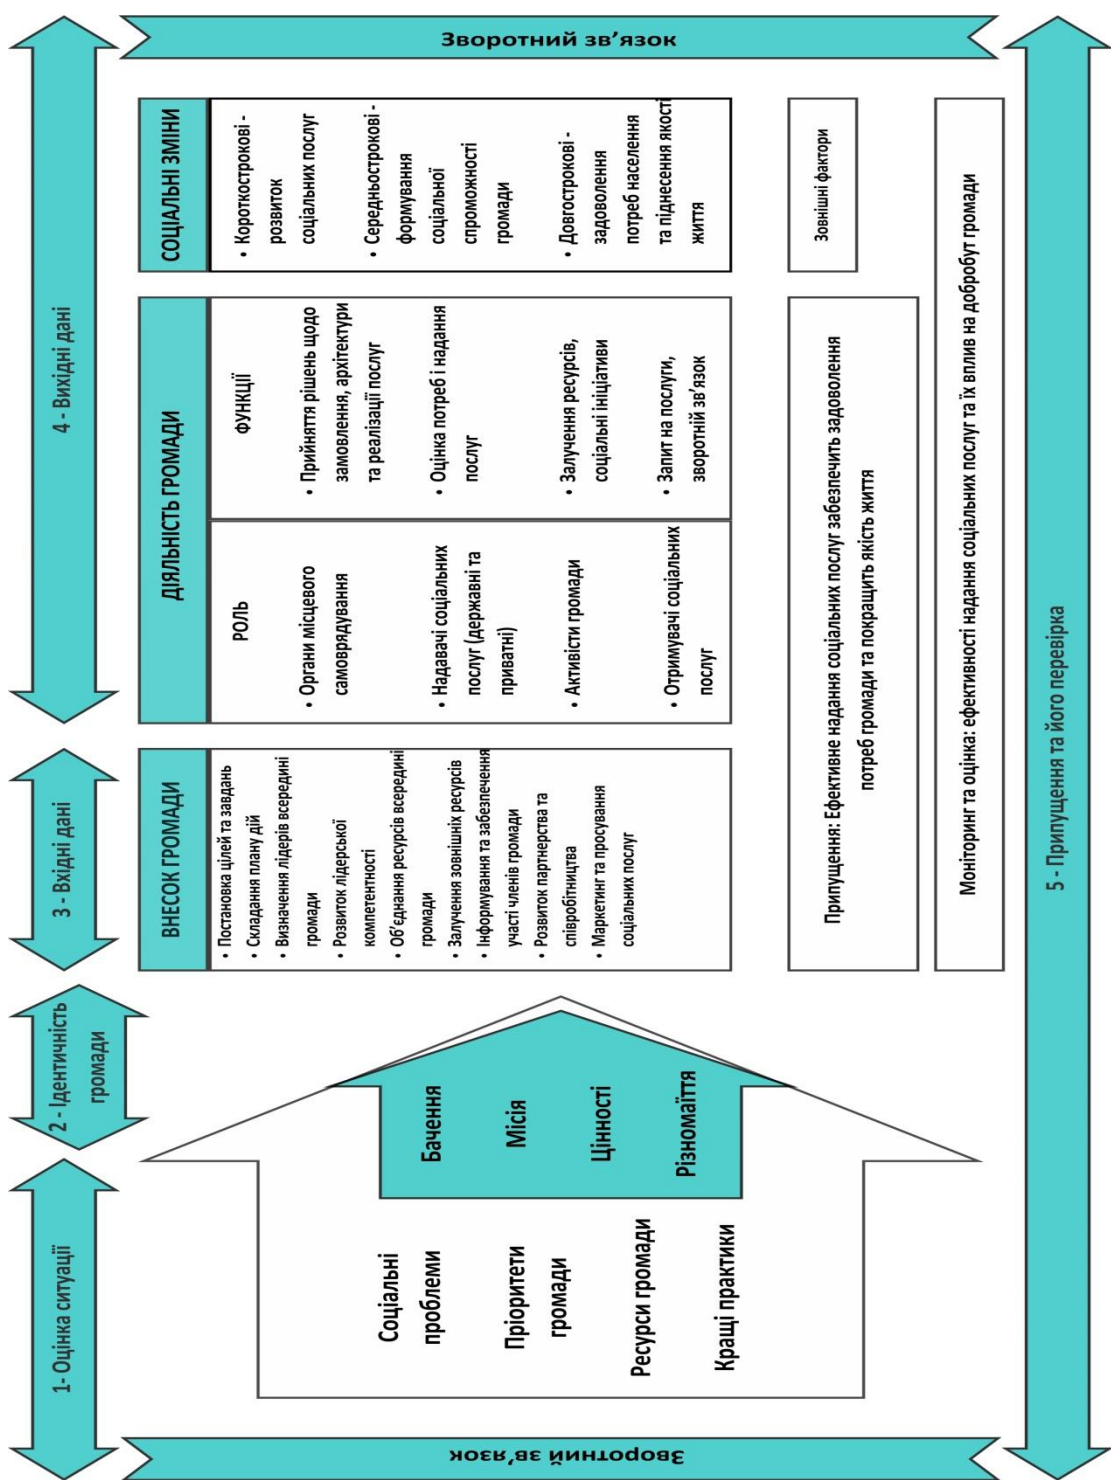 1- Оцінка ситуації
2 - Ідентичність
громади
3 - Вхідні дані
4 - Вихідні дані
Зворотний зв’язок
Соціальні
проблеми
Пріоритети
громади
Ресурси громади
Кращі практики
Бачення
Місія
Цінності
Різномаїття
ВНЕСОК ГРОМАДИ
• Постановка цілей та завдань
• Складання плану дій
• Визначення лідерів всередині
громади
• Розвиток лідерської
компетентності
• Об’єднання ресурсів всередині
громади
• Залучення зовнішніх ресурсів
• Інформування та забезпечення
участі членів громади
• Розвиток партнерства та
співробітництва
• Маркетинг та просування
соціальних послуг
ДІЯЛЬНІСТЬ ГРОМАДИ
РОЛЬ
• Органи місцевого
самоврядування
• Надавачі соціальних
послуг (державні та
приватні)
• Активісти громади
• Отримувачі соціальних
послуг
ФУНКЦІЇ
• Прийняття рішень щодо
замовлення, архітектури
та реалізації послуг
• Оцінка потреб і надання
послуг
• Залучення ресурсів,
соціальні ініціативи
• Запит на послуги,
зворотній зв’язок
СОЦІАЛЬНІ ЗМІНИ
• Короткострокові -
розвиток
соціальних послуг
• Середньострокові -
формування
соціальної
спроможності
громади
• Довгострокові -
задоволення
потреб населення
та піднесення якості
життя
Зворотний зв’язок
Припущення: Ефективне надання соціальних послуг забезпечить задоволення
потреб громади та покращить якість життя
Зовнішні фактори
Моніторинг та оцінка: ефективності надання соціальних послуг та їх вплив на добробут громади
5 - Припущення та його перевірка